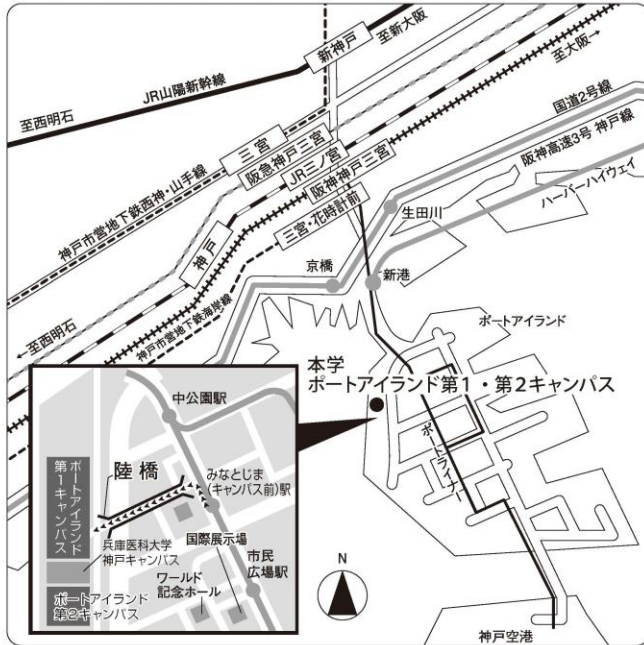 新神戸
至新大阪
至大阪→
JR山陽新幹線
至西明石
国道2号線
阪神高速3号 神戸線
ハーバーハイウェイ
三宮
阪急神戸三宮
JR三ノ宮
阪神神戸三宮
三宮・花時計前
神戸市営地下鉄西神・山手線
生田川
神戸
京橋
新港
神戸市営地下鉄海岸線
←至西明石
ポートアイランド
本学
ポートアイランド第1・第2キャンパス
ポートライナー
中公園駅
陸橋
みなとじま
(キャンパス前)駅
ポートアイランド
第1キャンパス
兵庫医科大学
神戸キャンパス
国際展示場
市民
広場駅
ワールド
記念ホール
ポートアイランド
第2キャンパス
N
神戸空港